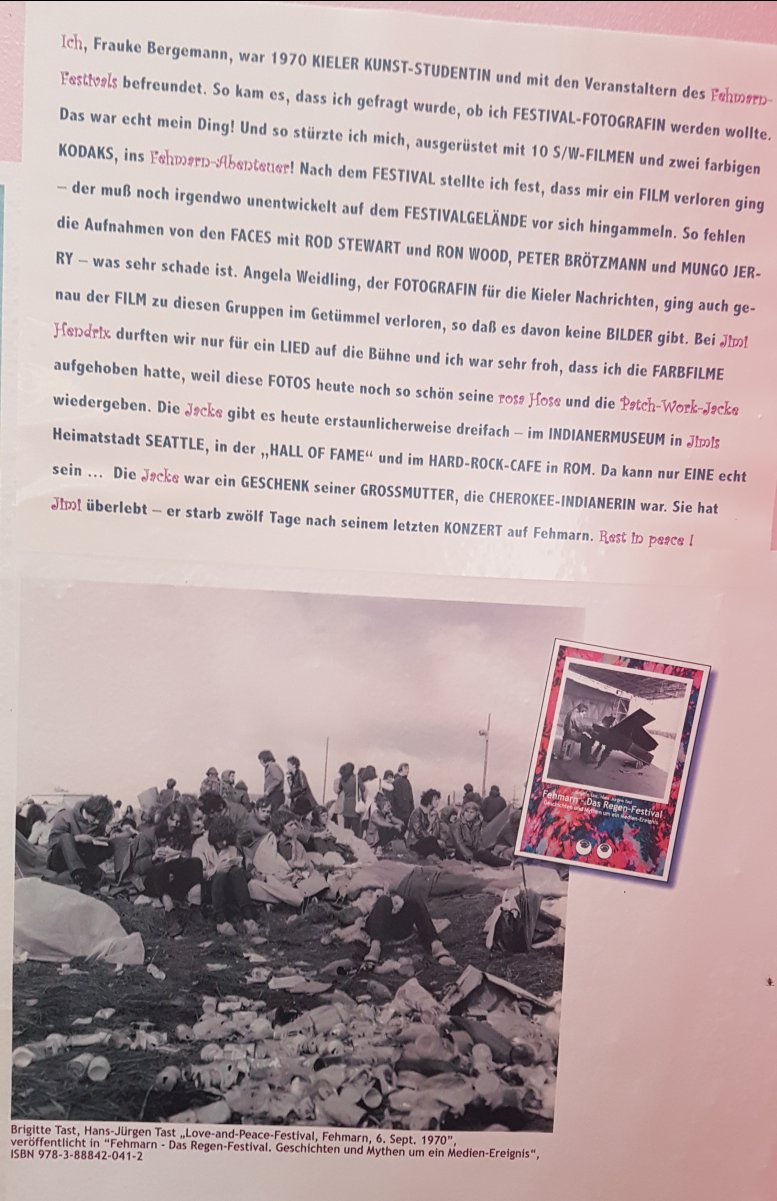 Ich, Frauke Bergemann, war 1970 KIELER KUNST-STUDENTIN und mit den Veranstaltern des Fehmarn-
Festivals befreundet. So kam es, dass ich gefragt wurde, ob ich FESTIVAL-FOTOGRAFIN werden wollte.
Das war echt mein Ding! Und so stürzte ich mich, ausgerüstet mit 10 S/W-FILMEN und zwei farbigen
KODAKS, ins Fehmarn-Abenteuer! Nach dem FESTIVAL stellte ich fest, dass mir ein FILM verloren ging
– der muß noch irgendwo unentwickelt auf dem FESTIVALGELÄNDE vor sich hingammeln. So fehlen
die Aufnahmen von den FACES mit ROD STEWART und RON WOOD, PETER BRÖTZMANN und MUNGO JER-
RY – was sehr schade ist. Angela Weidling, der FOTOGRAFIN für die Kieler Nachrichten, ging auch ge-
nau der FILM zu diesen Gruppen im Getümmel verloren, so daß es davon keine BILDER gibt. Bei Jimi
Hendrix durften wir nur für ein LIED auf die Bühne und ich war sehr froh, dass ich die FARBFILME
aufgehoben hatte, weil diese FOTOS heute noch so schön seine rosa Hose und die Patch-Work-Jacke
wiedergeben. Die Jacke gibt es heute erstaunlicherweise dreifach – im INDIANERMUSEUM in Jimis
Heimatstadt SEATTLE, in der „HALL OF FAME“ und im HARD-ROCK-CAFE in ROM. Da kann nur EINE echt
sein ... Die Jacke war ein GESCHENK seiner GROSSMUTTER, die CHEROKEE-INDIANERIN war. Sie hat
Jimi überlebt – er starb zwölf Tage nach seinem letzten KONZERT auf Fehmarn. Rest in peace !
Brigitte Tast, Hans-Jürgen Tast
Fehmarn - Das Regen-Festival
Geschichten und Mythen um ein Medien-Ereignis
Brigitte Tast, Hans-Jürgen Tast „Love-and-Peace-Festival, Fehmarn, 6. Sept. 1970”,
veröffentlicht in “Fehmarn - Das Regen-Festival. Geschichten und Mythen um ein Medien-Ereignis“,
ISBN 978-3-88842-041-2